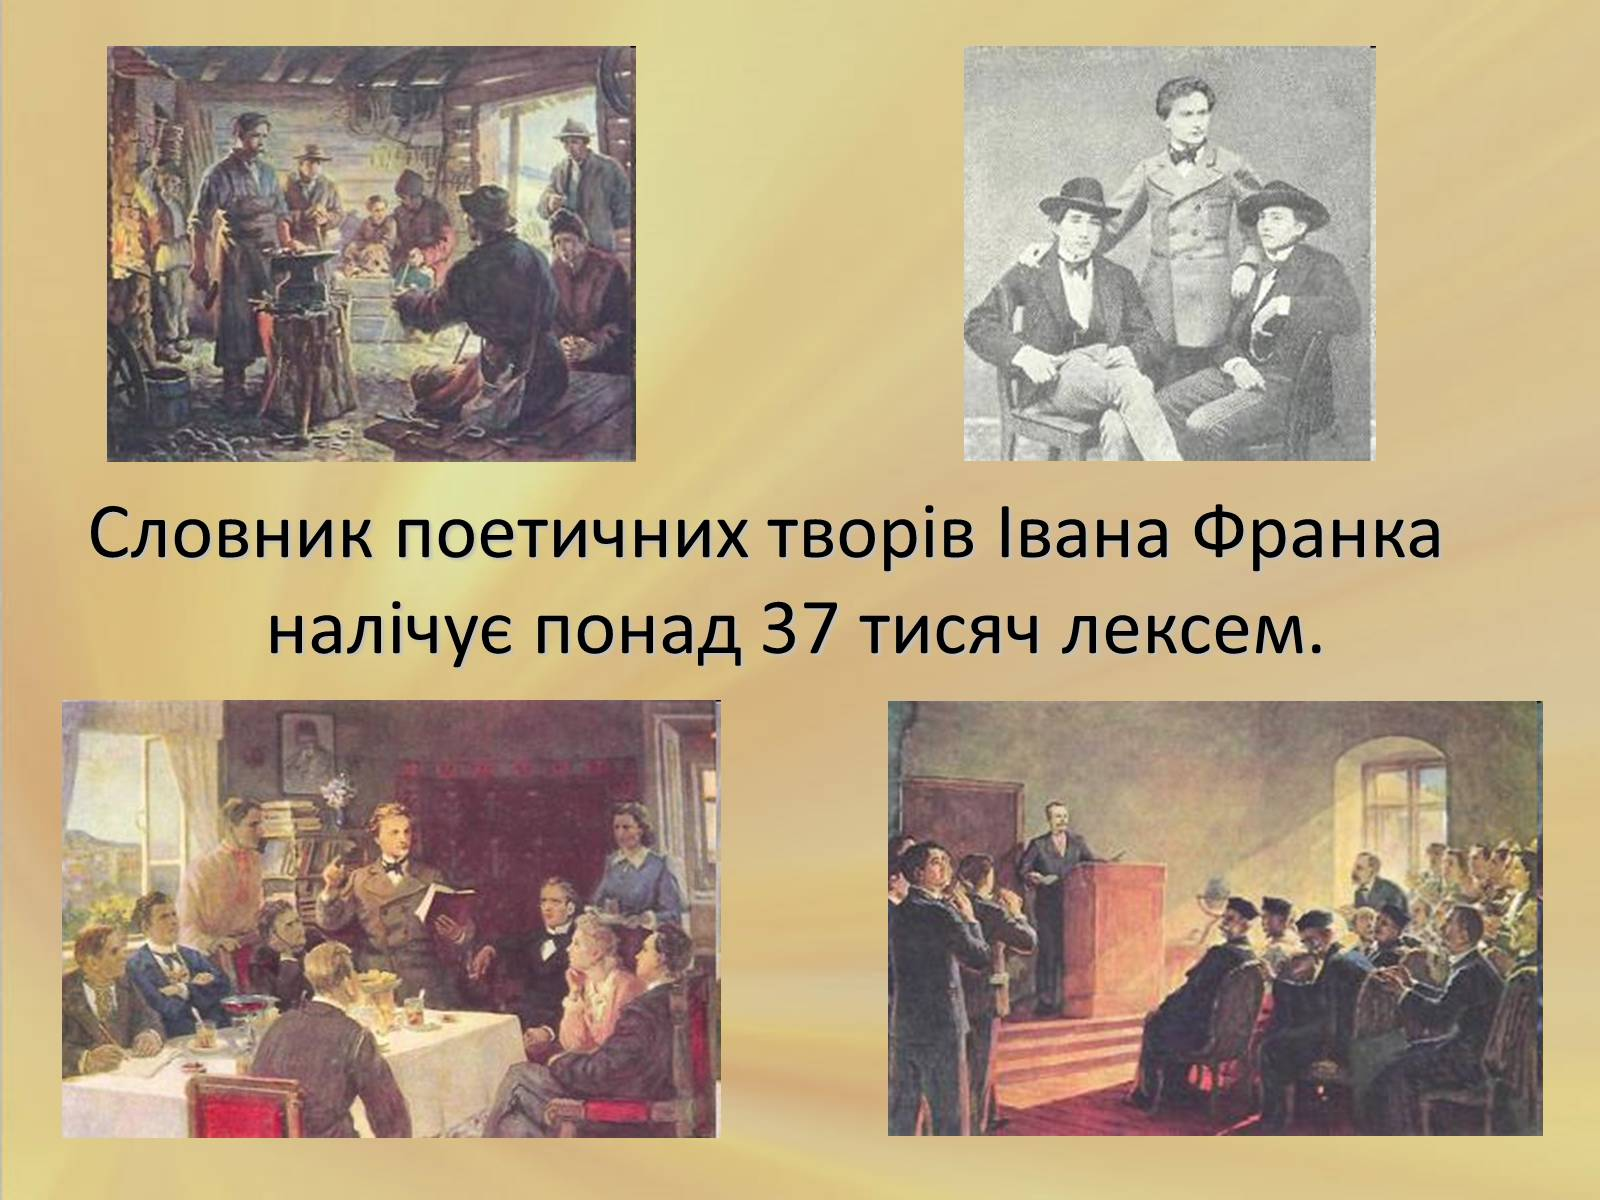 Словник поетичних творів Івана Франка
налічує понад 37 тисяч лексем.